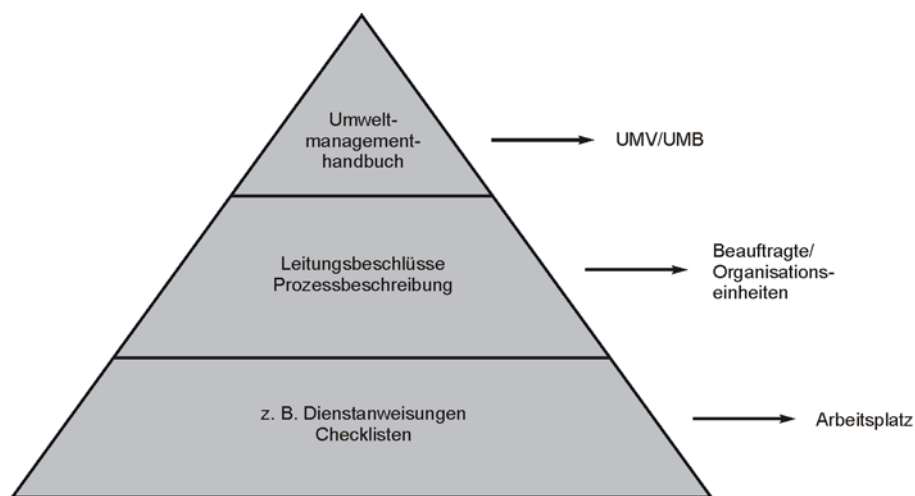 Umwelt-
management-
handbuch
UMV/UMB
Leitungsbeschlüsse
Prozessbeschreibung
Beauftragte/
Organisations-
einheiten
z. B. Dienstanweisungen
Checklisten
Arbeitsplatz